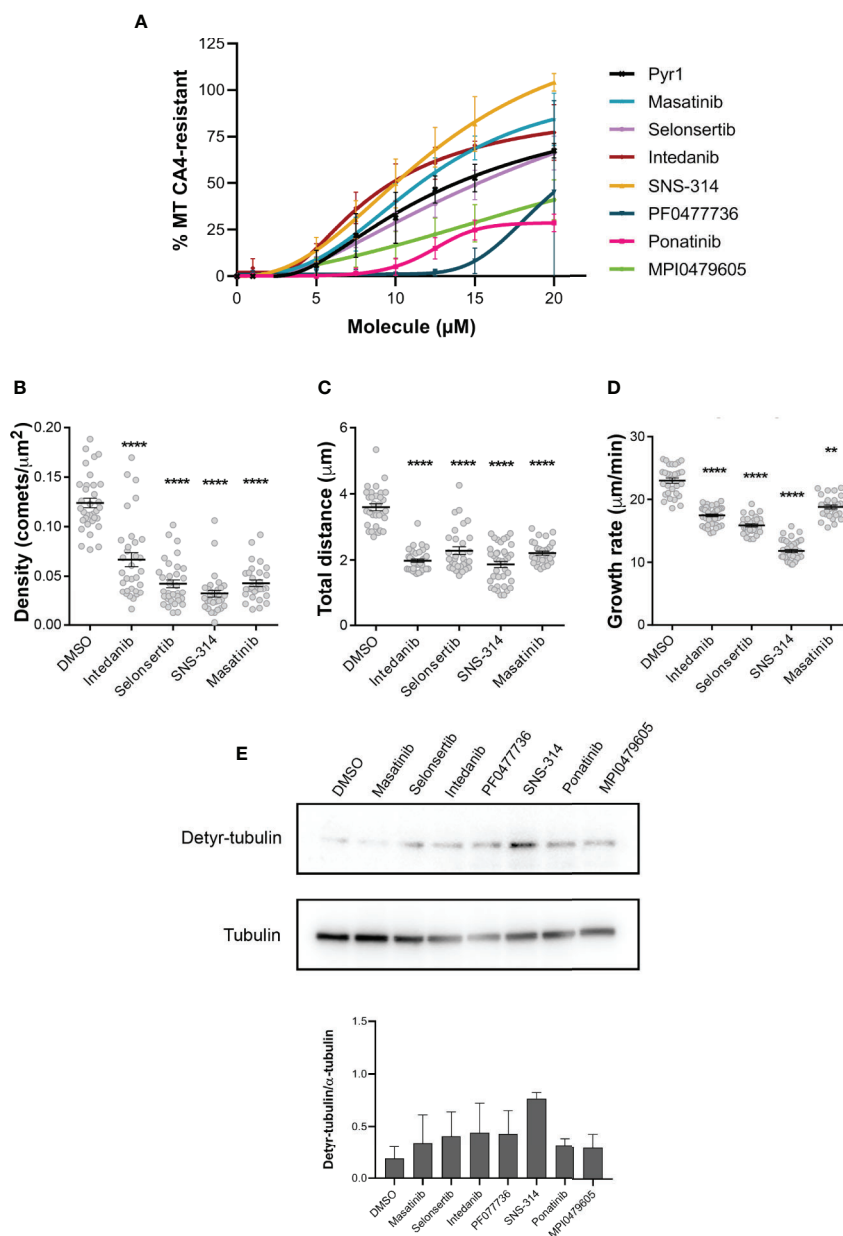 A
% MT CA4-resistant
125
100
75
50
25
0
0
5
10
15
20
Molecule (µM)
Pyr1
Masatinib
Selonsertib
Intedanib
SNS-314
PF0477736
Ponatinib
MPI0479605
B
Density (comets/µm²)
0.20
0.15
0.10
0.05
0.00
****
****
****
****
DMSO
Intedanib
Selonsertib
SNS-314
Masatinib
C
Total distance (µm)
6
4
2
0
****
****
****
****
DMSO
Intedanib
Selonsertib
SNS-314
Masatinib
D
Growth rate (µm/min)
30
20
10
0
****
****
****
**
DMSO
Intedanib
Selonsertib
SNS-314
Masatinib
E
DMSO
Masatinib
Selonsertib
Intedanib
PF0477736
SNS-314
Ponatinib
MPI0479605
Detyr-tubulin
Tubulin
Detyr-tubulin/α-tubulin
1.5
1.0
0.5
0.0
DMSO
Masatinib
Selonsertib
Intedanib
PF077736
SNS-314
Ponatinib
MPI0479605